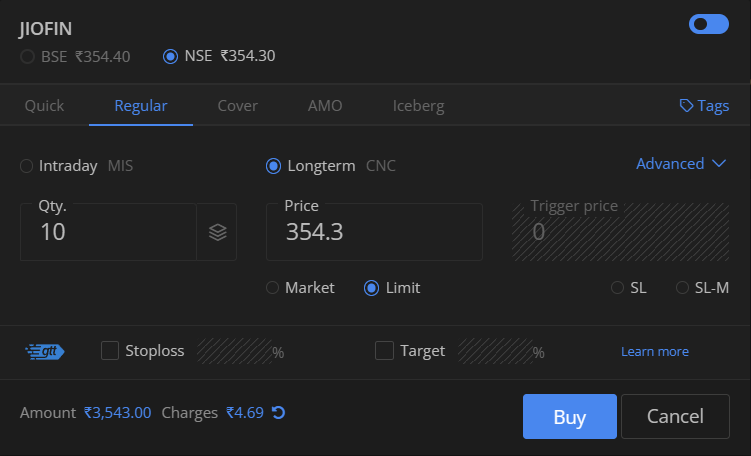 JIOFIN
BSE ₹354.40 NSE ₹354.30
Quick Regular Cover AMO Iceberg Tags
Intraday MIS Longterm CNC Advanced
Qty. Price Trigger price
10 354.3 0
Market Limit SL SL-M
gtt Stoploss % Target % Learn more
Amount ₹3,543.00 Charges ₹4.69 Buy Cancel